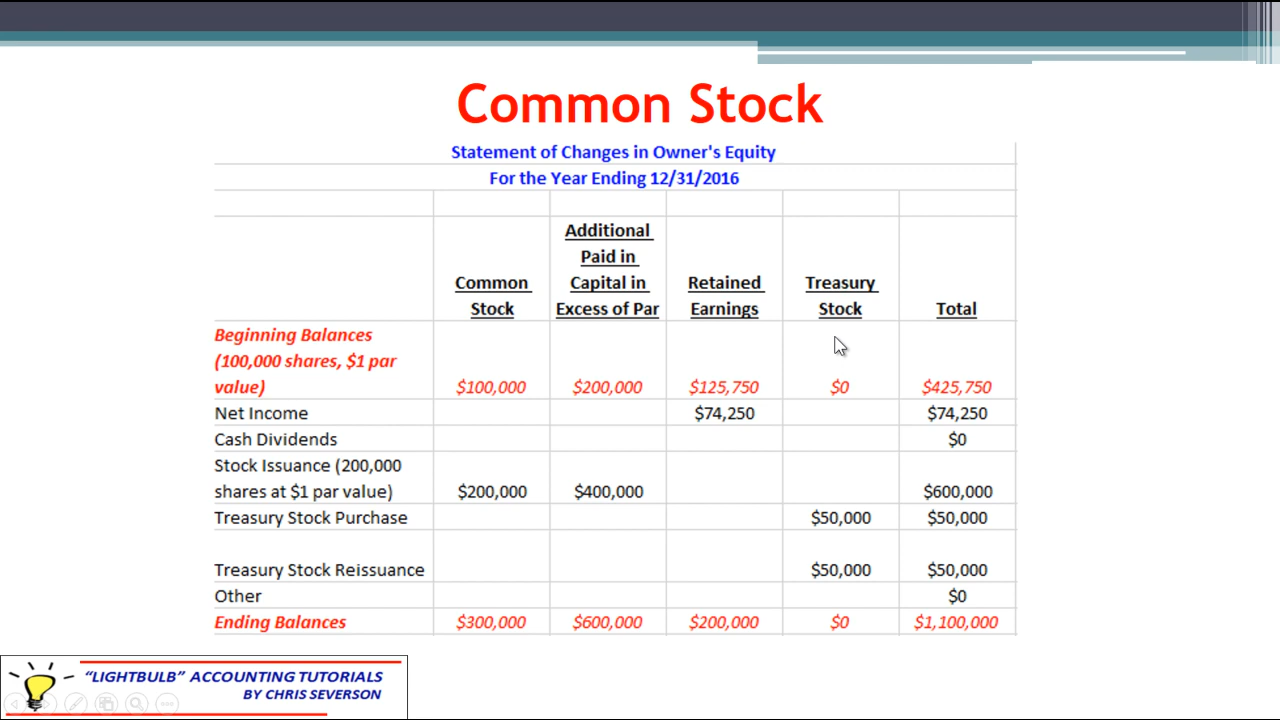 Common Stock
Statement of Changes in Owner's Equity
For the Year Ending 12/31/2016
Additional
Paid in
Common Capital in Retained Treasury
Stock Excess of Par Earnings Stock Total
Beginning Balances
(100,000 shares, $1 par
value) $100,000 $200,000 $125,750 $0 $425,750
Net Income $74,250 $74,250
Cash Dividends $0
Stock Issuance (200,000
shares at $1 par value) $200,000 $400,000 $600,000
Treasury Stock Purchase $50,000 $50,000
Treasury Stock Reissuance $50,000 $50,000
Other $0
Ending Balances $300,000 $600,000 $200,000 $0 $1,100,000
“LIGHTBULB” ACCOUNTING TUTORIALS
BY CHRIS SEVERSON